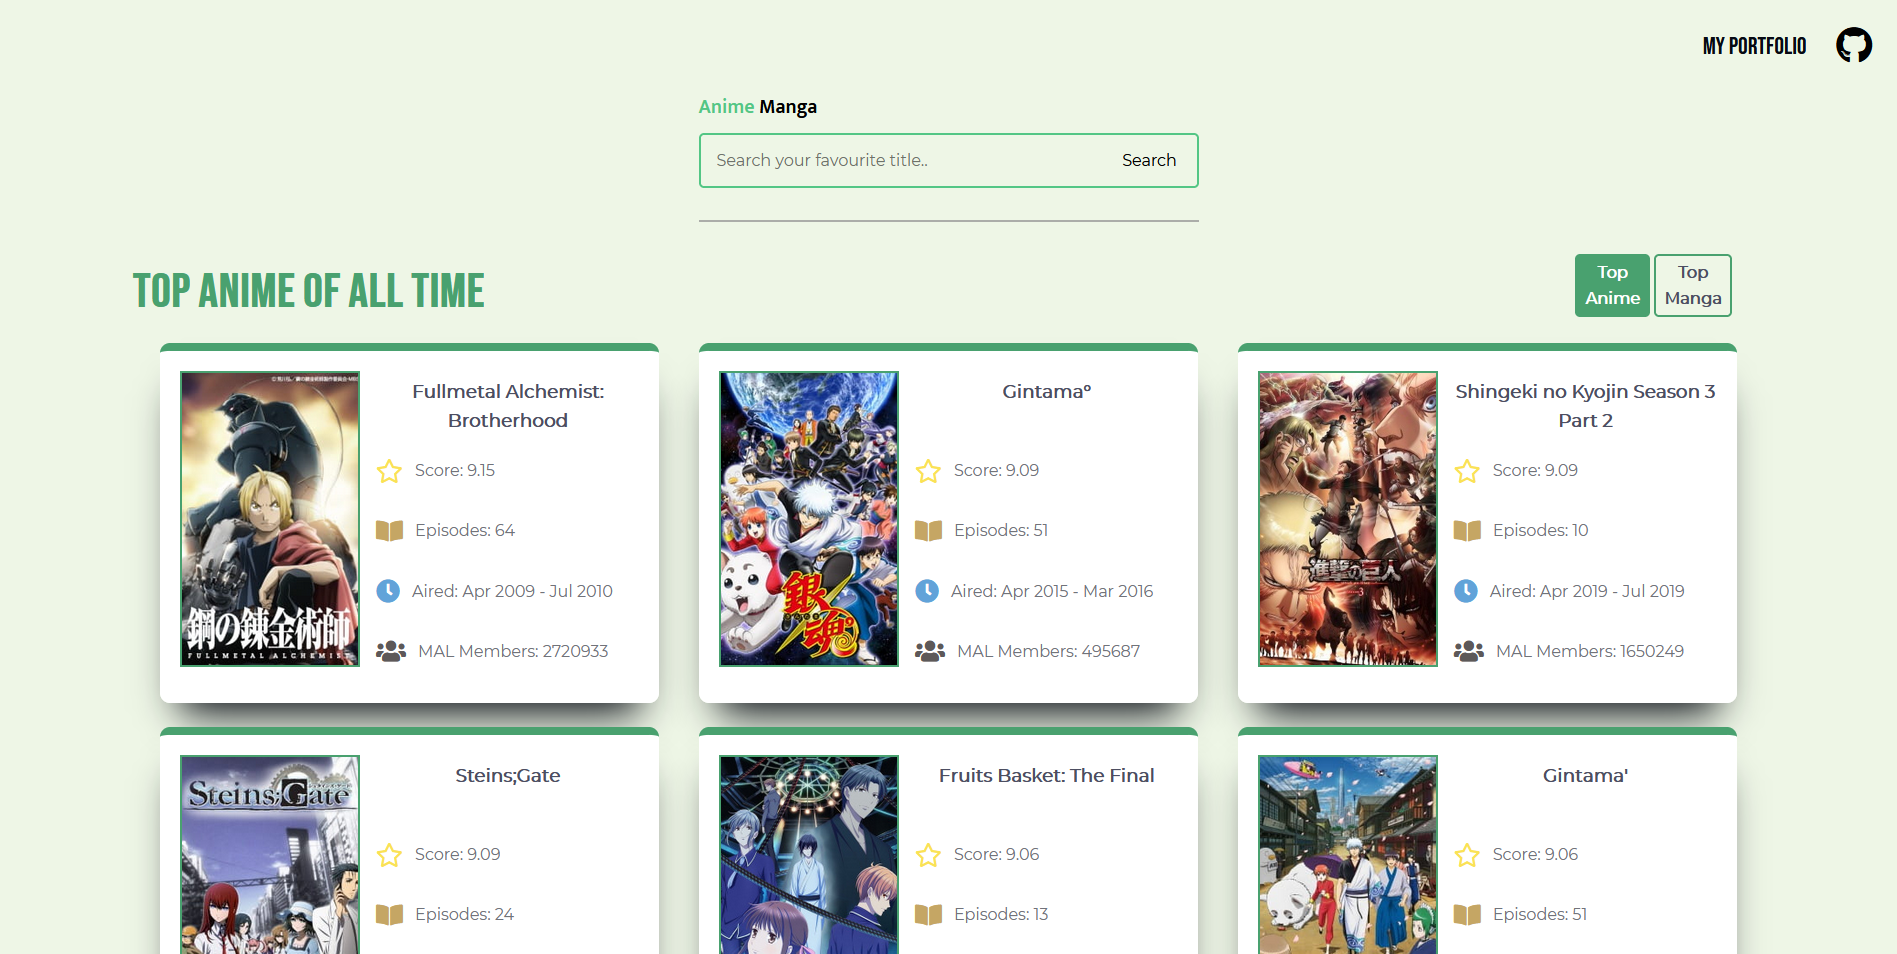 MY PORTFOLIO
Anime Manga
Search your favourite title..
Search
TOP ANIME OF ALL TIME
Top
Anime
Top
Manga
Fullmetal Alchemist:
Brotherhood
Score: 9.15
Episodes: 64
Aired: Apr 2009 - Jul 2010
MAL Members: 2720933
鋼の錬金術師
FULLMETAL ALCHEMIST
Gintama°
Score: 9.09
Episodes: 51
Aired: Apr 2015 - Mar 2016
MAL Members: 495687
銀魂°
Shingeki no Kyojin Season 3
Part 2
Score: 9.09
Episodes: 10
Aired: Apr 2019 - Jul 2019
MAL Members: 1650249
進撃の巨人
Steins;Gate
Steins;Gate
Score: 9.09
Episodes: 24
Fruits Basket: The Final
Score: 9.06
Episodes: 13
Gintama'
Score: 9.06
Episodes: 51